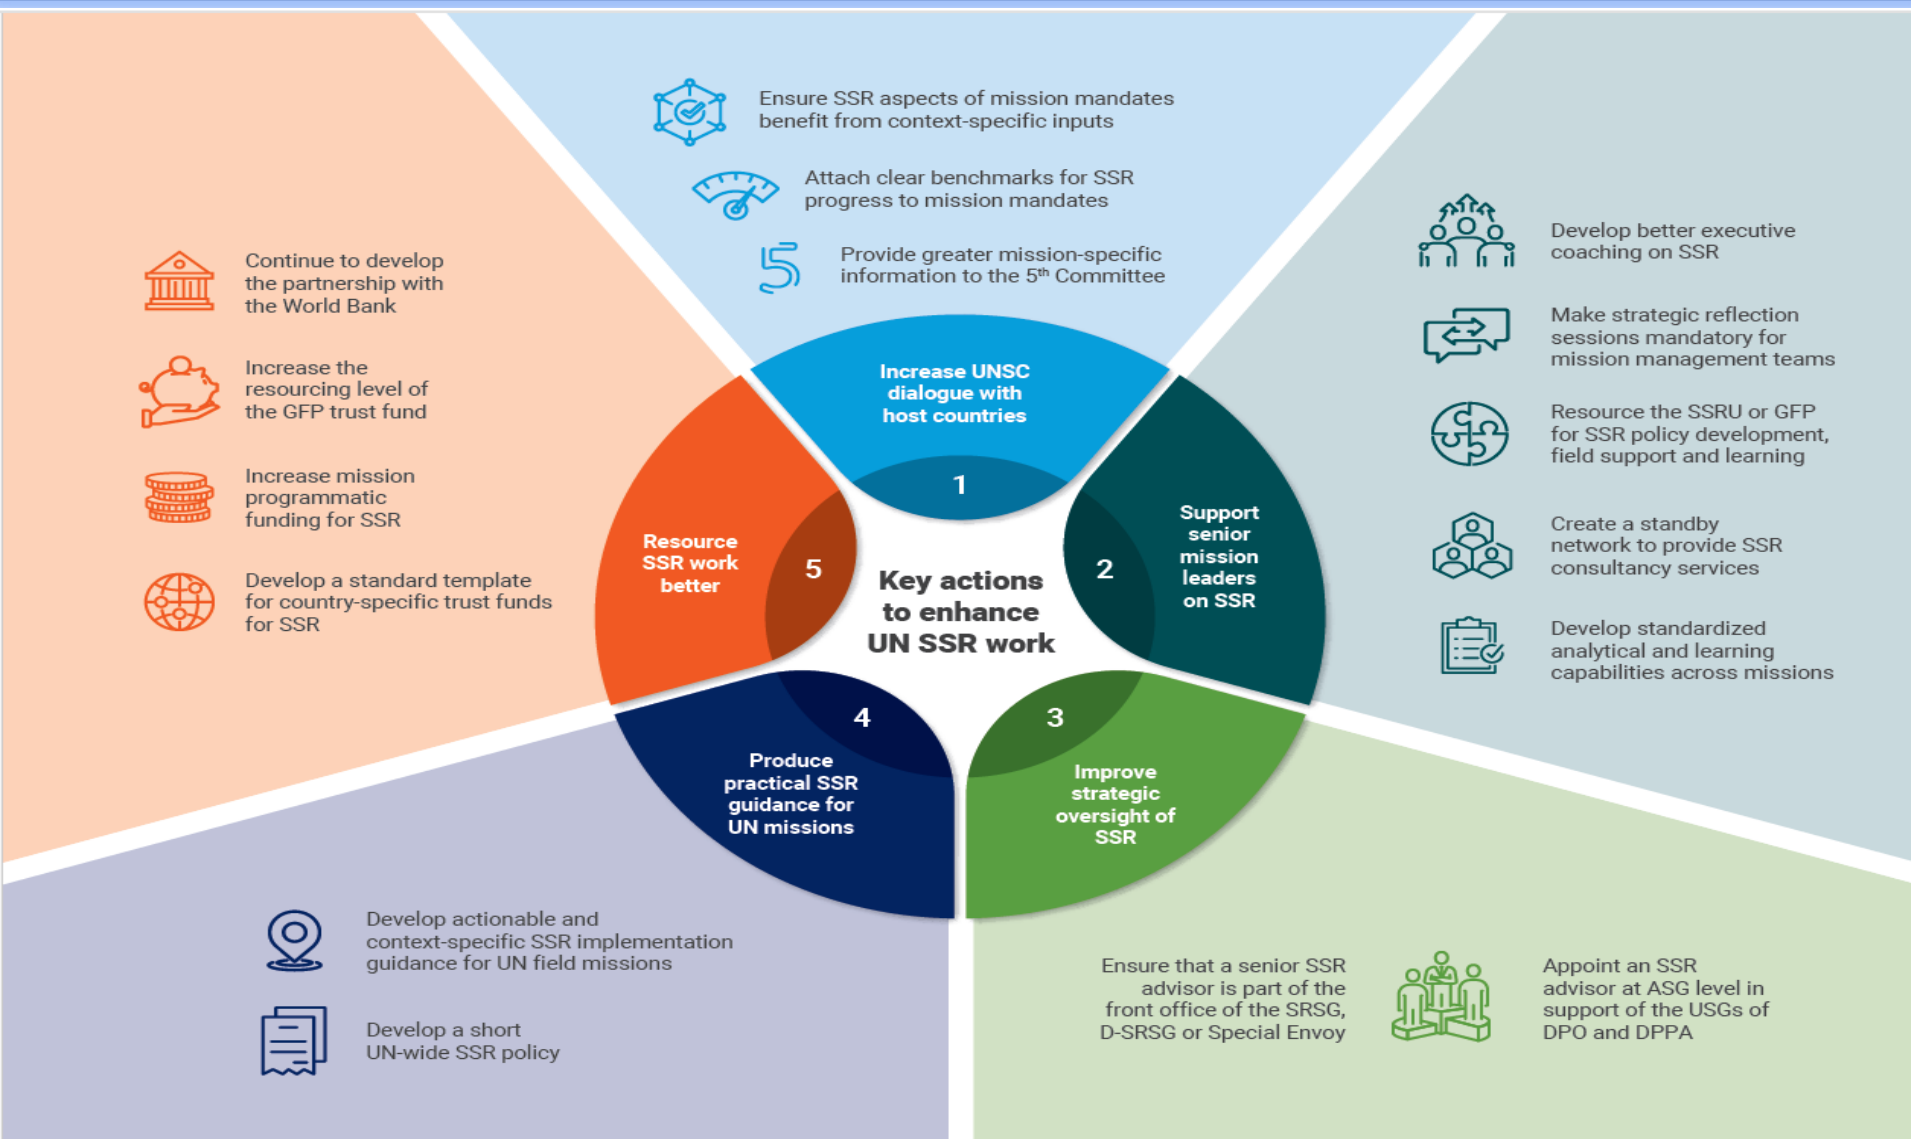 Key actions
to enhance
UN SSR work
1
Increase UNSC
dialogue with
host countries
Ensure SSR aspects of mission mandates
benefit from context-specific inputs
Attach clear benchmarks for SSR
progress to mission mandates
Provide greater mission-specific
information to the 5th Committee
2
Support
senior
mission
leaders
on SSR
Develop better executive
coaching on SSR
Make strategic reflection
sessions mandatory for
mission management teams
Resource the SSRU or GFP
for SSR policy development,
field support and learning
Create a standby
network to provide SSR
consultancy services
Develop standardized
analytical and learning
capabilities across missions
3
Improve
strategic
oversight of
SSR
Ensure that a senior SSR
advisor is part of the
front office of the SRSG,
D-SRSG or Special Envoy
Appoint an SSR
advisor at ASG level in
support of the USGs of
DPO and DPPA
4
Produce
practical SSR
guidance for
UN missions
Develop actionable and
context-specific SSR implementation
guidance for UN field missions
Develop a short
UN-wide SSR policy
5
Resource
SSR work
better
Continue to develop
the partnership with
the World Bank
Increase the
resourcing level of
the GFP trust fund
Increase mission
programmatic
funding for SSR
Develop a standard template
for country-specific trust funds
for SSR